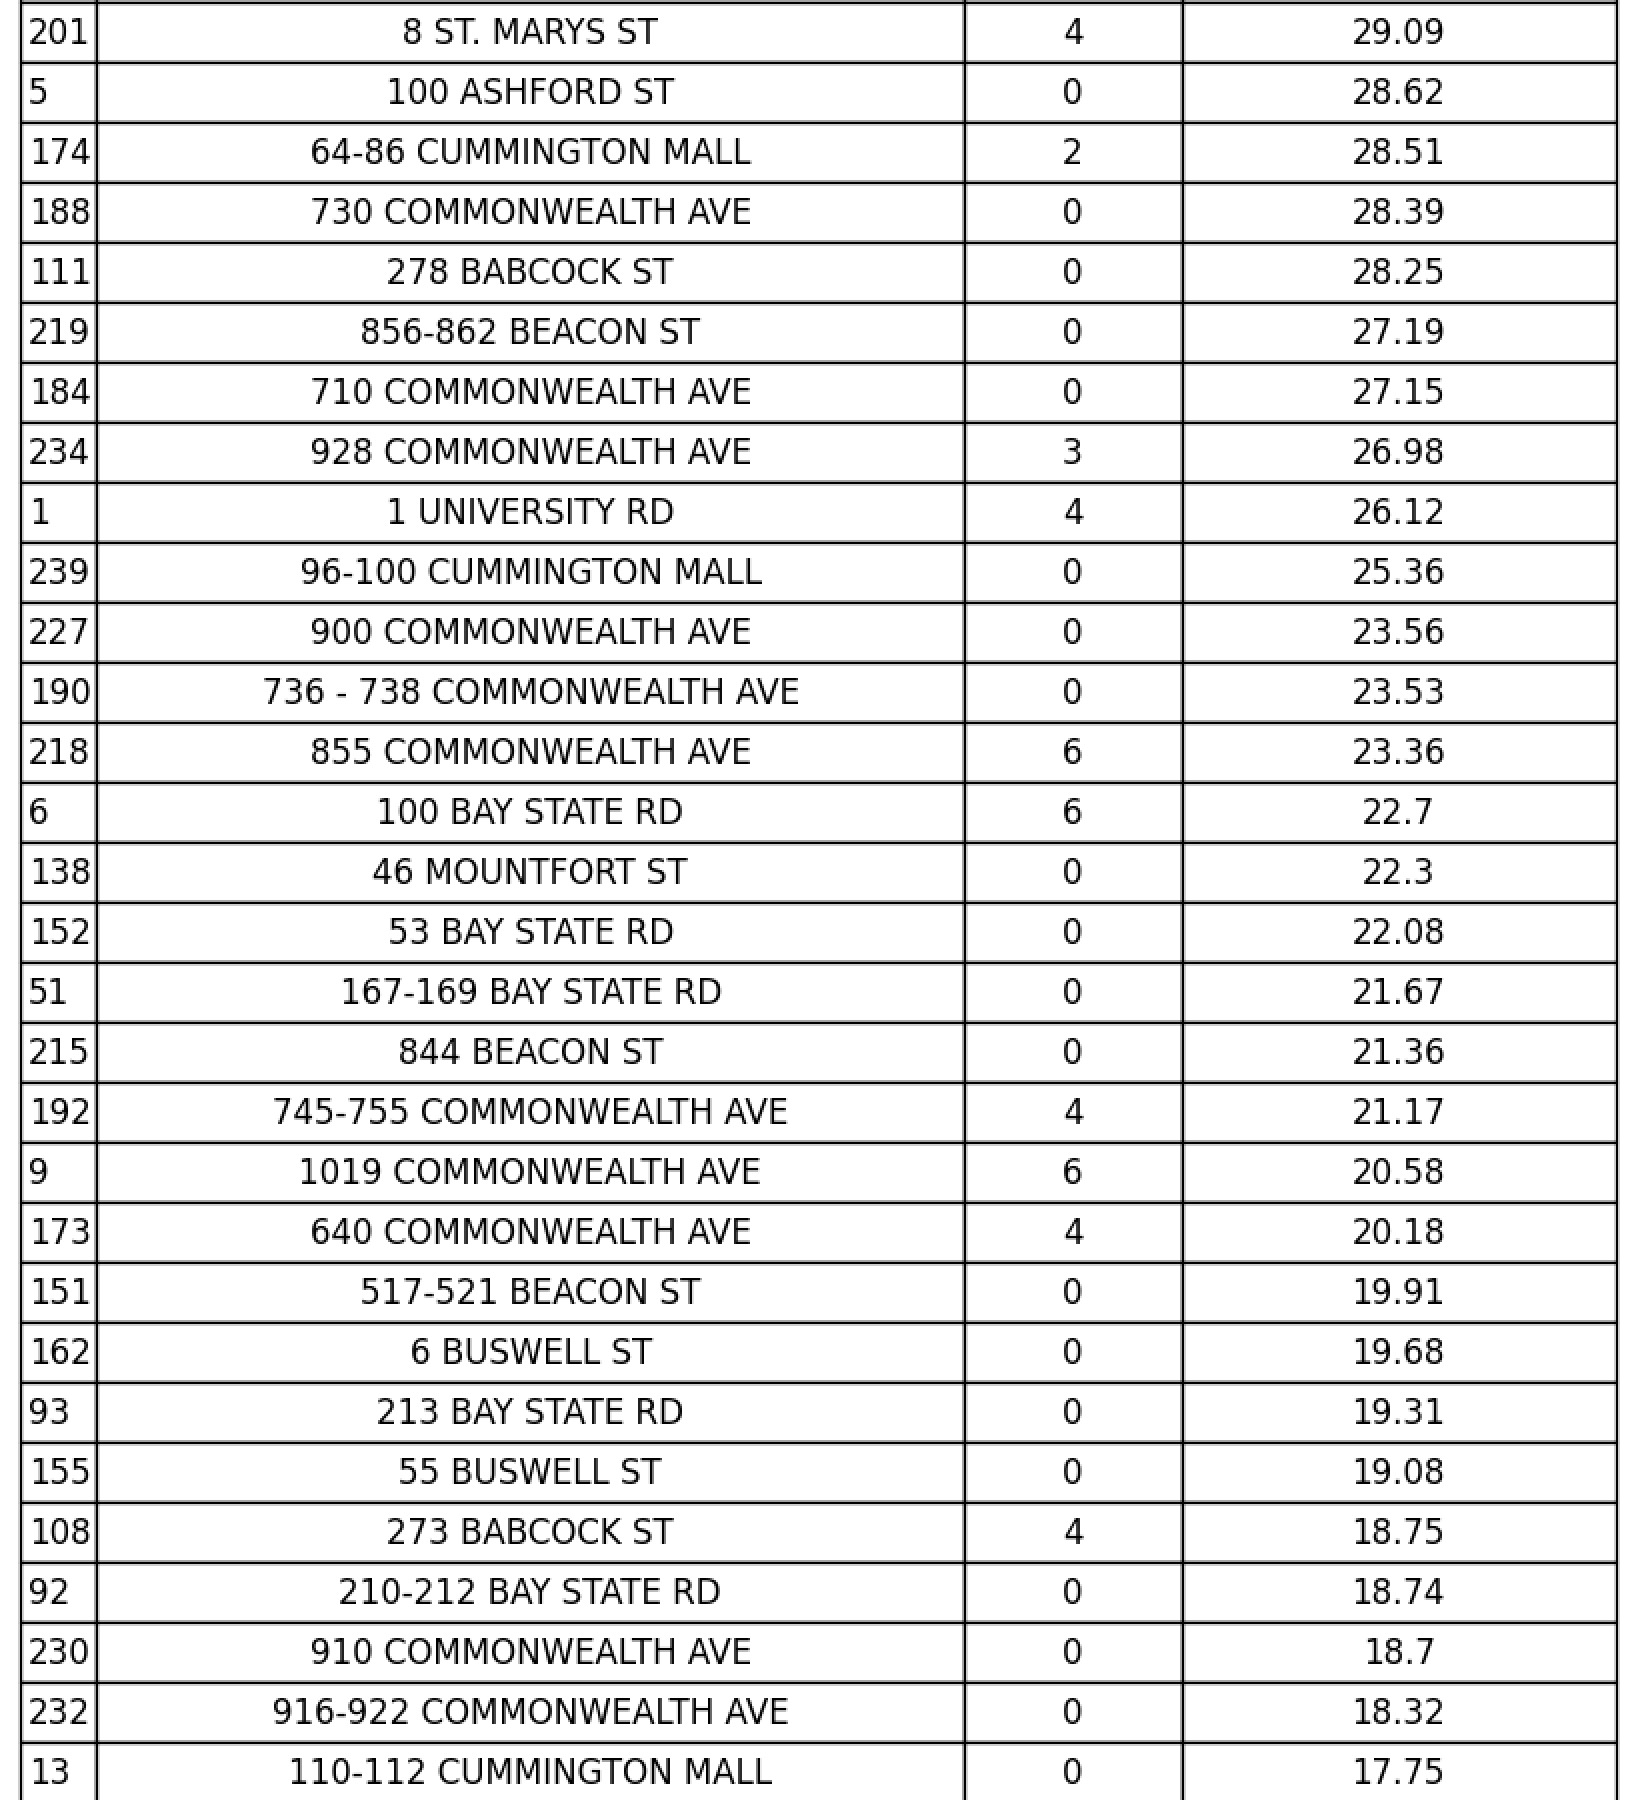 201 8 ST. MARYS ST 4 29.09
5 100 ASHFORD ST 0 28.62
174 64-86 CUMMINGTON MALL 2 28.51
188 730 COMMONWEALTH AVE 0 28.39
111 278 BABCOCK ST 0 28.25
219 856-862 BEACON ST 0 27.19
184 710 COMMONWEALTH AVE 0 27.15
234 928 COMMONWEALTH AVE 3 26.98
1 1 UNIVERSITY RD 4 26.12
239 96-100 CUMMINGTON MALL 0 25.36
227 900 COMMONWEALTH AVE 0 23.56
190 736 - 738 COMMONWEALTH AVE 0 23.53
218 855 COMMONWEALTH AVE 6 23.36
6 100 BAY STATE RD 6 22.7
138 46 MOUNTFORT ST 0 22.3
152 53 BAY STATE RD 0 22.08
51 167-169 BAY STATE RD 0 21.67
215 844 BEACON ST 0 21.36
192 745-755 COMMONWEALTH AVE 4 21.17
9 1019 COMMONWEALTH AVE 6 20.58
173 640 COMMONWEALTH AVE 4 20.18
151 517-521 BEACON ST 0 19.91
162 6 BUSWELL ST 0 19.68
93 213 BAY STATE RD 0 19.31
155 55 BUSWELL ST 0 19.08
108 273 BABCOCK ST 4 18.75
92 210-212 BAY STATE RD 0 18.74
230 910 COMMONWEALTH AVE 0 18.7
232 916-922 COMMONWEALTH AVE 0 18.32
13 110-112 CUMMINGTON MALL 0 17.75